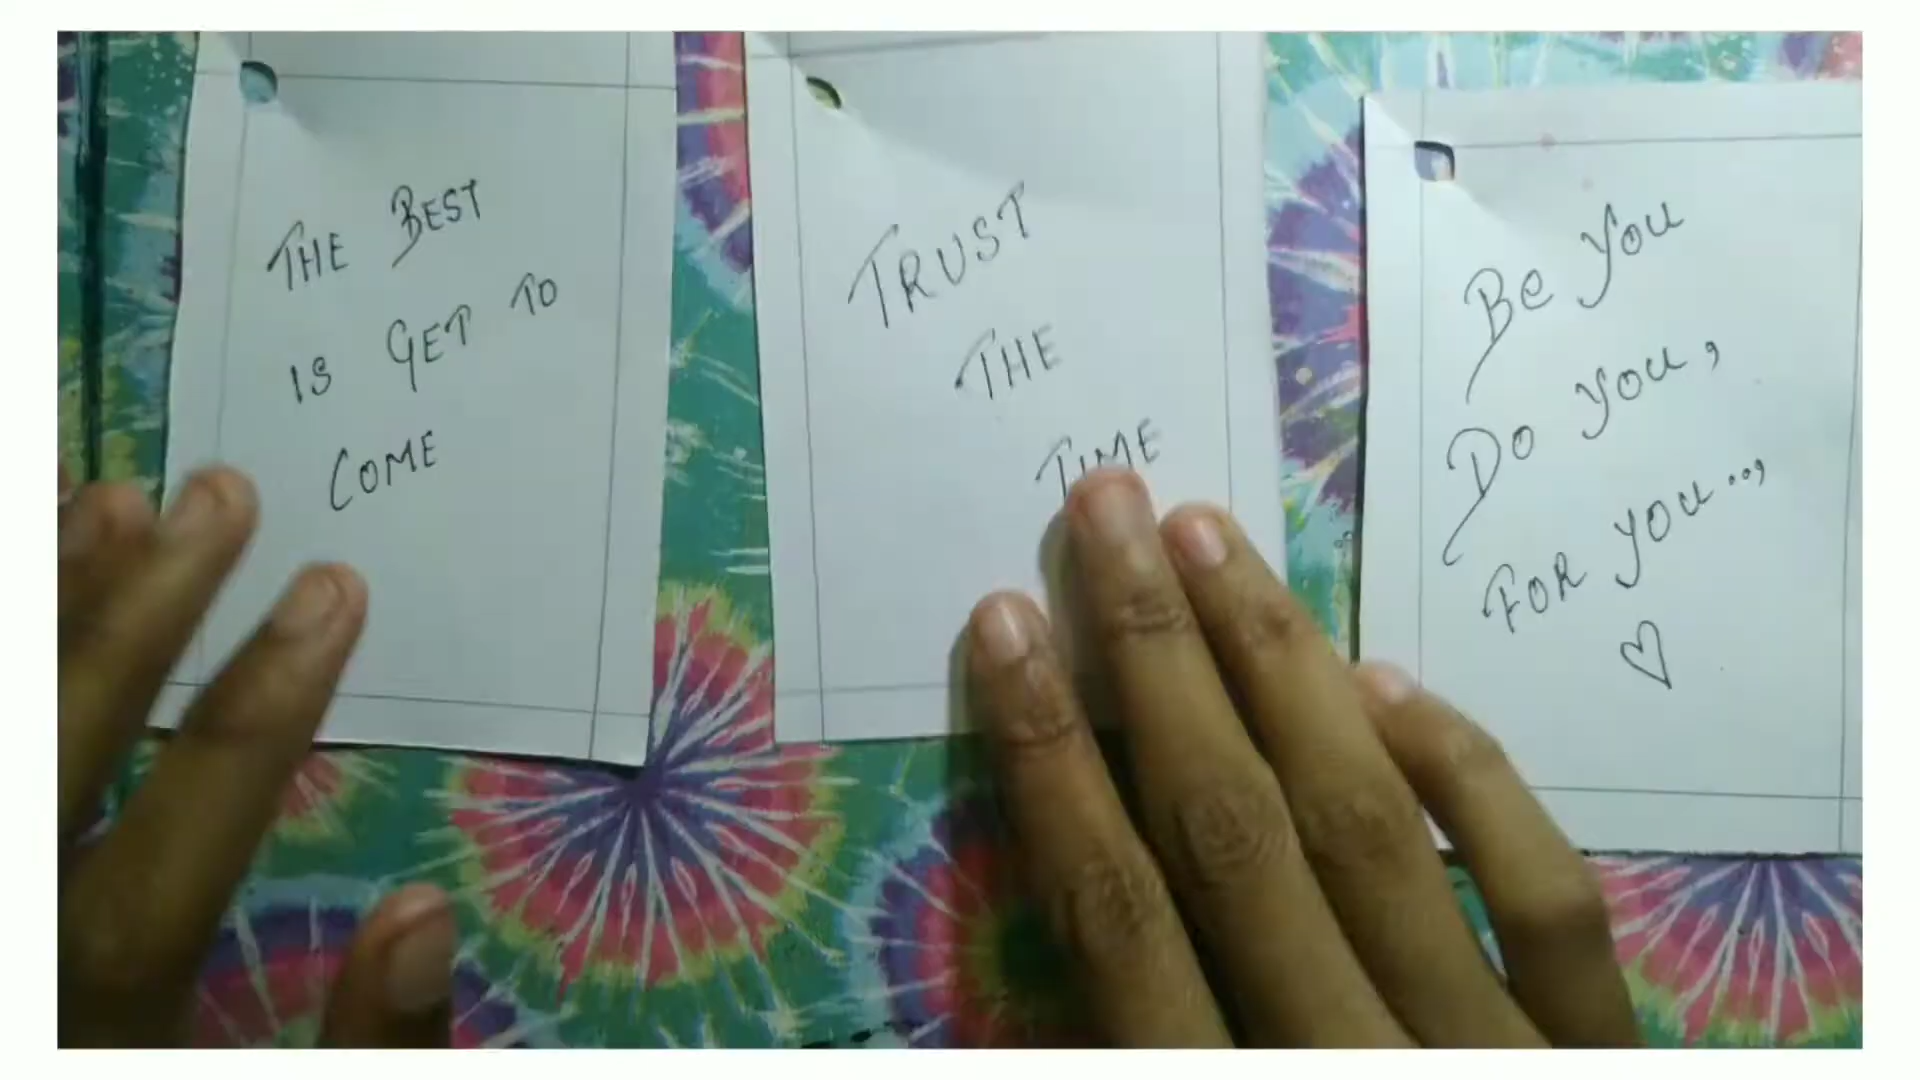 THE BEST
IS GET TO
COME
TRUST
THE
TIME
Be You
Do you,
FOR you..,